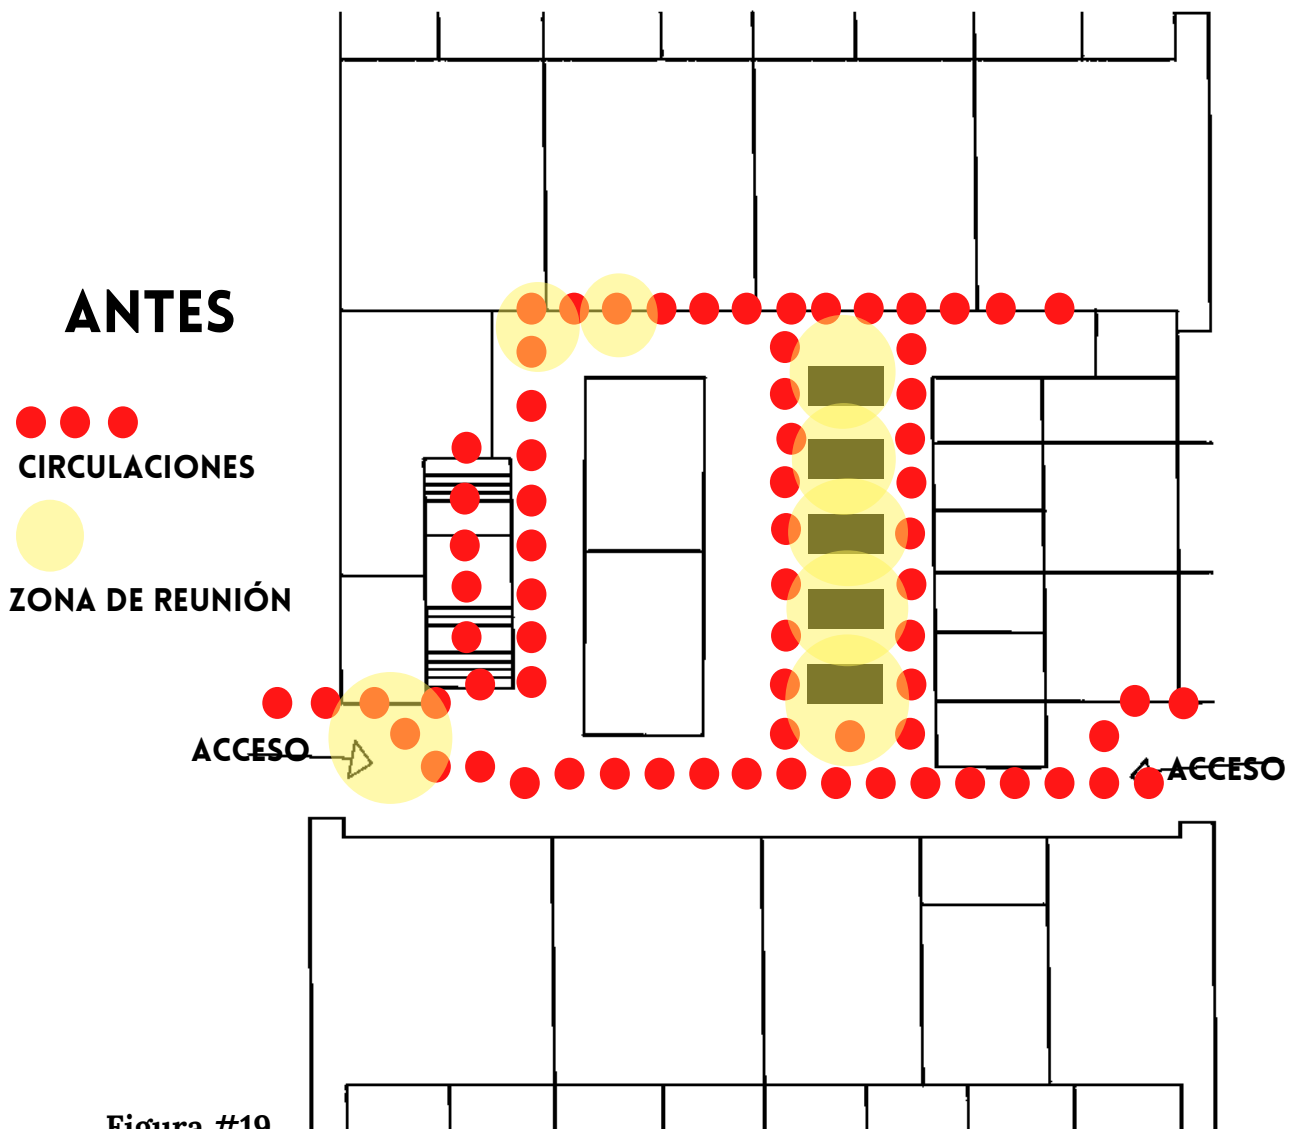 ANTES
CIRCULACIONES
ZONA DE REUNIÓN
ACCESO
ACCESO
Figura #19